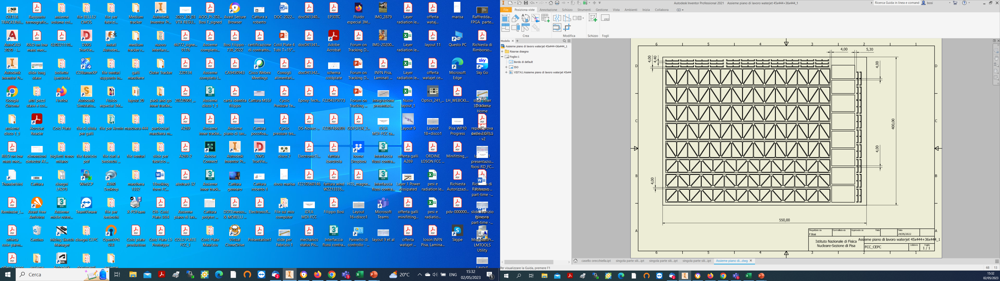 OUTER TRACKERsli...
Rapporto termografic...
assieme volume col...
file BELLE2 CMOS
file per fabrizi...
Medium tracker
Autodesk Inventor Pr...
2022_10_03 VTX REGU...
AOO_PI-202... Bosi F_signed
Avast Secure Browser
Cattura x roberto
DOC-2022...
doc041340...
EP30TC
Fluido especial 3M...
IMG_2879
Layer radiation le...
offerta wataj...
marisa
Raffredda... FPGA parte...
AutoCAD 2020 - I...
R&D on low mass mec...
G20221110...
DWG TrueVie...
Install Autodes...
medium tracker r...
nuovo interfacc...
46772_signe... 9176
Assieme completo...
Bosi Filippo - 730_2022
certificazione di contratto...
Cold Plate 4 Tubi T=15°...
doc041341...
Adobe Acrobat
Forum on Tracking D...
IMG-20200...
Layer radiation le...
layout 11
Questo PC
Richiesta di Rimborso...
Autodesk Inventor Pr...
slide long stave
bollette iperdrola
CDBurnerXP
file venturi supporto in...
galli maschere
Outer Tracker
220134
Assieme completo l...
CA9450943
Cisco Webex Meetings
Consigli alimentari...
doc041342...
schema coldplate
Forum on Tracking D...
INFN Pisa, Laminati ...
Layer radiation le...
offerta watajet ce...
Microsoft Edge
Sky Go
Google Chrome
altri pezzi stave e col...
Firefox
Autodesk Simulatio...
Fluido especial 3M...
layout 20
pack and go inner tracke...
20220901_...
Assieme disco 1_1
carta identita filippo
Cattura M55J
Cyclic Pressure Te...
Epoxy-Tech...
F2204379773
Forum on Tracking ...
integrazione presentazi...
Nuovi layout_1
Optics_241_...
LH_WEBCKI...
assieme disco 1_1
Acrobat Reader
Cold Plate
file di silvia per galli
file per Armin
maschera 444
particolari maschera m...
A269
Assieme inner tracke...
Assieme piano di lav...
Cattura pocofoa...
Cyclic pressure tes...
DS-Novec-...
F2207456301
GDFSFOX_2...
IDEA MDI-FCC ta...
Layout 9
Layout 18+disco1
Pisa WP10 Progress
R&D on low mass mec...
dimensioni detector AT...
biglietti treno milano
file fabrizio pdf
file dati a bedeschi ...
file venturi
slide per fabrizio ...
A269-2
Adobe Connect
Autodesk Inventor Pr...
DWG TrueVie...
disco 2
ElectronicTi...
fattura iberdrola
home Dropbox
Interfaccia flussi contra...
offerta galli A269
ORDINE LOSON FCC ...
Minifitting_...
Thunderbird
Cattura
disegni LN2P3
WinSCP
A360 Desktop
maschera 1332
1Booking form FC...
abstract-32
Assieme inner track...
Cattura gennaro
Cattura roberto 1
docu marisa
F2210560146
fattura wind W2213335...
HTS_magne...
Interfaccia flussi contra...
Layer 1 Power dissipated
pesi e radiation le...
Richiesta Autorizzazi...
Reminder_L...
Avast Free Antivirus
Assieme midle outer...
TeamViewer
file per bedeschi
X-PDFsam
OB- Cold Plate 3&4
Assieme piano di lav...
Cattura polytec ...
DDTEmesso... & MORELLI ...
ElectronicR...
File sul mio computer
IDEA MDI-FCC
Filippo Bosi
Layout 16+disco1
Microsoft Teams
offerta galli minifitting...
pesi e radiatio...
pdv-000000...
offerta cole-parm...
Cestino
Inkling Sketch Manager
disegni CEPC
OpenVPN GUI
Cold plate production
Cold Plate L5 Prototype
COLD PLATE FCC_1
Cold Plate Maurizio
Virtual CloneDrive
Presentation1
slide per Fabrizio 1
mechanics status Pis...
Interfaccia flussi contra...
Pannello di controllo - ...
layout 9 et al
offerta watajet ...
loson INFN Pisa, Lamina...
Skype
LMTOOLS Utility
offerta loson
assieme
Autodesk
documenti
assieme
Layout
Cerca
20°C
ENG
15:32
02/05/2023
Autodesk Inventor Professional 2021 Assieme piano di lavoro waterjet 45x444+36x444_1
Ricerca Guida in linea e comand
bosi
File Posiziona viste Annotazione Schizzo Strumenti Gestione Vista Ambienti Inizia Collabora
Crea
Modifica
Schizzo
Fogli
Modello
Assieme piano di lavoro waterjet 45x444+36x444_1
Risorse disegno
Foglio:1
Bordo di default
ISO
VISTA1:Assieme piano di lavoro waterjet 45x44
6 5 4 3 2 1
D
C
B
A
4,00
4,40
4,00
5,30
4,00
400,00
4,00
4,00
550,00
D
C
B
A
Progettato da
F.Bosi
Controllato da
Approvato da
Data
Data
24/05/2022
Istituto Nazionale di Fisica
Nucleare-Sezione di Pisa
Assieme piano di lavoro waterjet 45x444+36x444_1
FCC_CEPC
Edizione
Foglio
1 / 1
6 5 4 3 2 1
casello orecchiella.ipt
singola parte sili...ipt
singola parte sili...ipt
singola parte sili...ipt
Assieme piano di...dwg
Per visualizzare la Guida, premere F1
68 13
15:32
02/05/2023